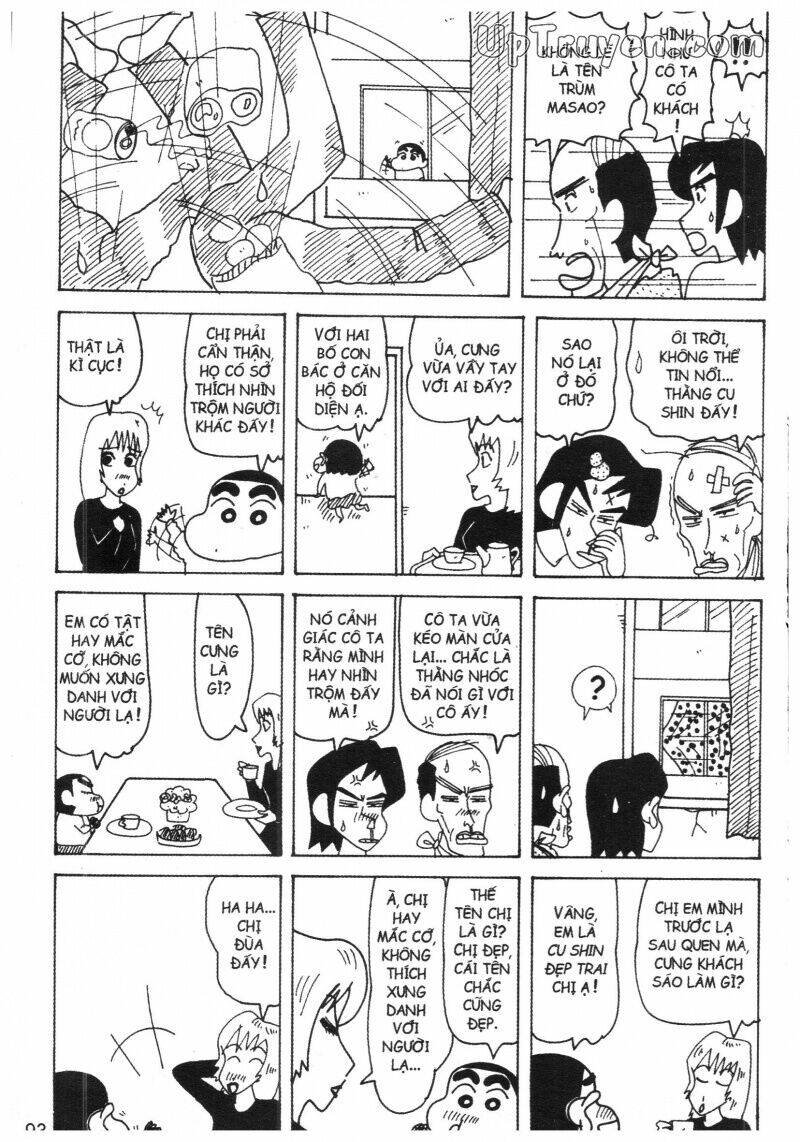 UpTruyen.com
HÌNH
NHƯ
CÔ TA
CÓ
KHÁCH
!
!!
KHÔNG LẼ
LÀ TÊN
TRÙM
MASAO?
ÔI TRỜI,
KHÔNG THỂ
TIN NỔI...
THẰNG CU
SHIN ĐẤY!
SAO
NÓ LẠI
Ở ĐÓ
CHỨ?
ỦA, CƯNG
VỪA VẪY TAY
VỚI AI ĐẤY?
VỚI HAI
BỐ CON
BÁC Ở CĂN
HỘ ĐỐI
DIỆN Ạ.
CHỊ PHẢI
CẨN THẬN,
HỌ CÓ SỞ
THÍCH NHÌN
TRỘM NGƯỜI
KHÁC ĐẤY!
THẬT LÀ
KÌ CỤC!
?
CÔ TA VỪA
KÉO MÀN CỬA
LẠI... CHẮC LÀ
THẰNG NHÓC
ĐÃ NÓI GÌ VỚI
CÔ ẤY!
NÓ CẢNH
GIÁC CÔ TA
RẰNG MÌNH
HAY NHÌN
TRỘM ĐẤY
MÀ!
TÊN
CƯNG
LÀ
GÌ?
EM CÓ TẬT
HAY MẮC
CỠ, KHÔNG
MUỐN XƯNG
DANH VỚI
NGƯỜI LẠ!
CHỊ EM MÌNH
TRƯỚC LẠ
SAU QUEN MÀ,
CƯNG KHÁCH
SÁO LÀM GÌ?
VÂNG,
EM LÀ
CU SHIN
ĐẸP TRAI
CHỊ Ạ!
THẾ
TÊN CHỊ
LÀ GÌ?
CHỊ ĐẸP,
CÁI TÊN
CHẮC
CŨNG
ĐẸP.
À, CHỊ
HAY
MẮC CỠ,
KHÔNG
THÍCH
XƯNG
DANH
VỚI
NGƯỜI
LẠ...
HA HA...
CHỊ
ĐÙA
ĐẤY!